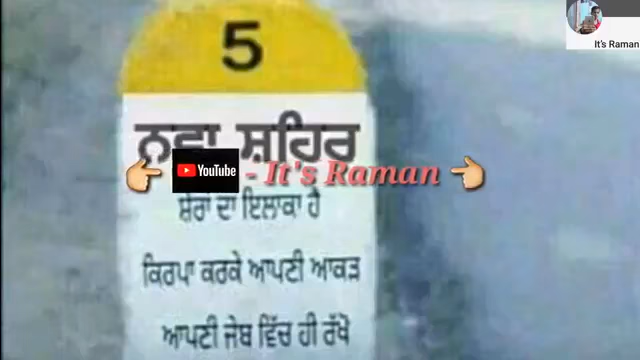 5
It's Raman
ਨਵਾਂ ਸ਼ਹਿਰ
YouTube - It's Raman
ਸ਼ੇਰਾਂ ਦਾ ਇਲਾਕਾ ਹੈ
ਕਿਰਪਾ ਕਰਕੇ ਆਪਣੀ ਆਕੜ
ਆਪਣੀ ਜੇਬ ਵਿੱਚ ਹੀ ਰੱਖੋ